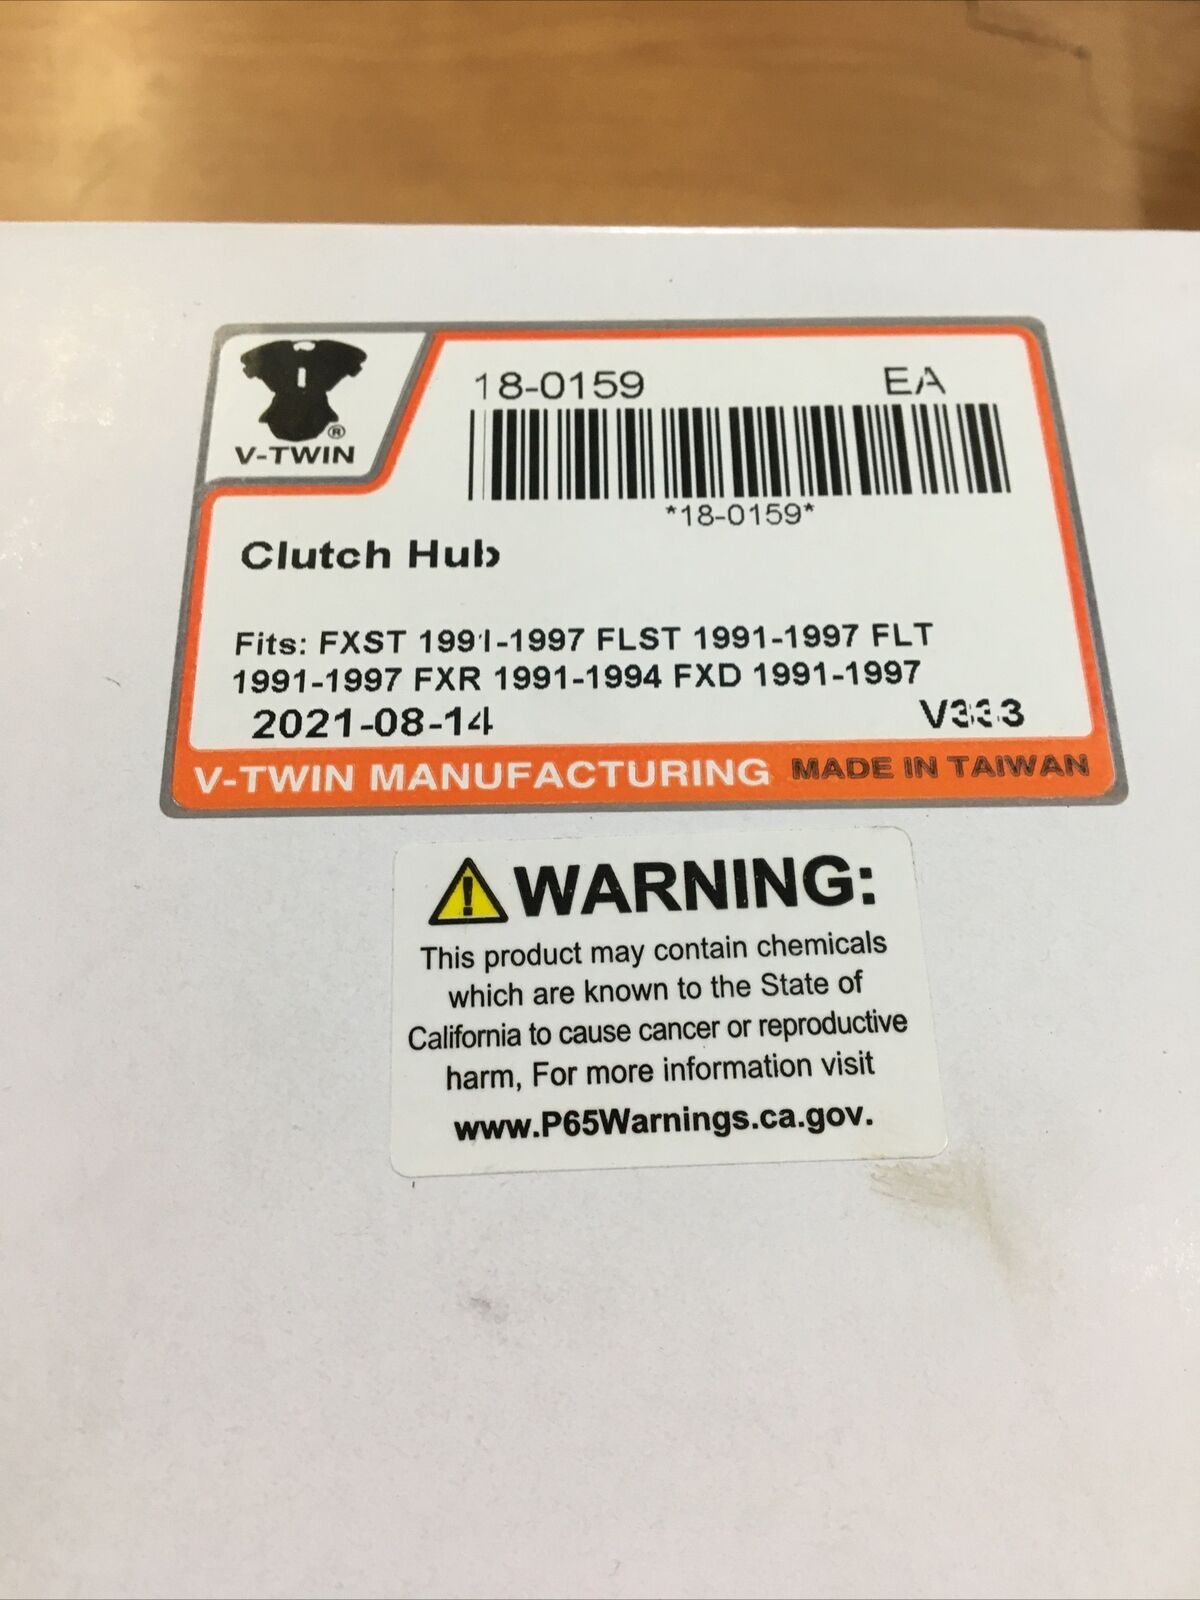 V-TWIN®
18-0159 EA
*18-0159*
Clutch Hub
Fits: FXST 1991-1997 FLST 1991-1997 FLT
1991-1997 FXR 1991-1994 FXD 1991-1997
2021-08-14 V333
V-TWIN MANUFACTURING MADE IN TAIWAN
WARNING:
This product may contain chemicals
which are known to the State of
California to cause cancer or reproductive
harm, For more information visit
www.P65Warnings.ca.gov.